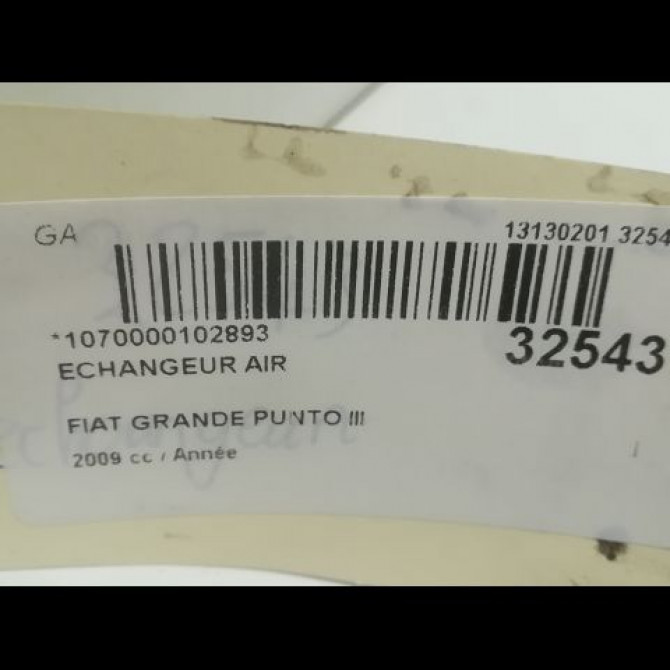 GA 13130201 3254
*1070000102893 32543
ECHANGEUR AIR
FIAT GRANDE PUNTO III
2009 cc / Année